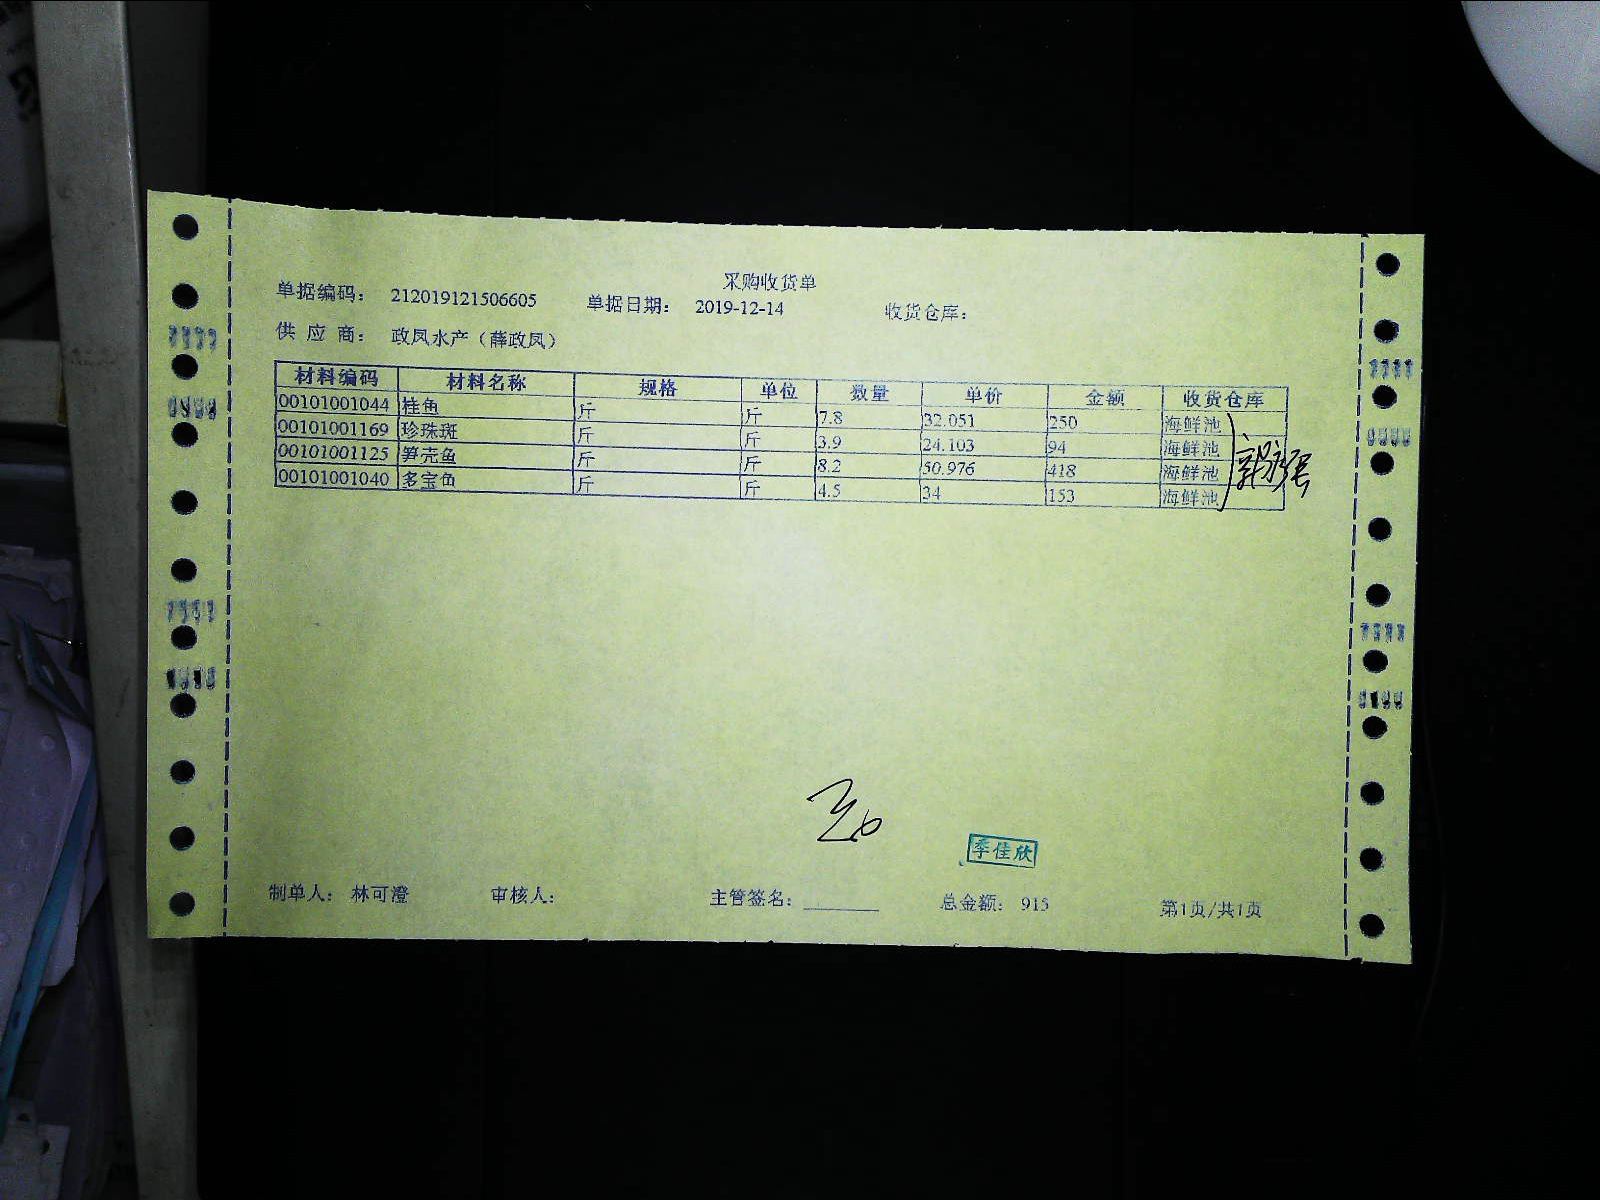 采购收货单
单据编码： 212019121506605 单据日期： 2019-12-14 收货仓库：
供 应 商： 政凤水产（薛政凤）
材料编码 材料名称 规格 单位 数量 单价 金额 收货仓库
00101001044 桂鱼 斤 斤 7.8 32.051 250 海鲜池
00101001169 珍珠斑 斤 斤 3.9 24.103 94 海鲜池
00101001125 笋壳鱼 斤 斤 8.2 50.976 418 海鲜池
00101001040 多宝鱼 斤 斤 4.5 34 153 海鲜池
季佳欣
制单人： 林可澄 审核人： 主管签名： 总金额： 915 第1页/共1页